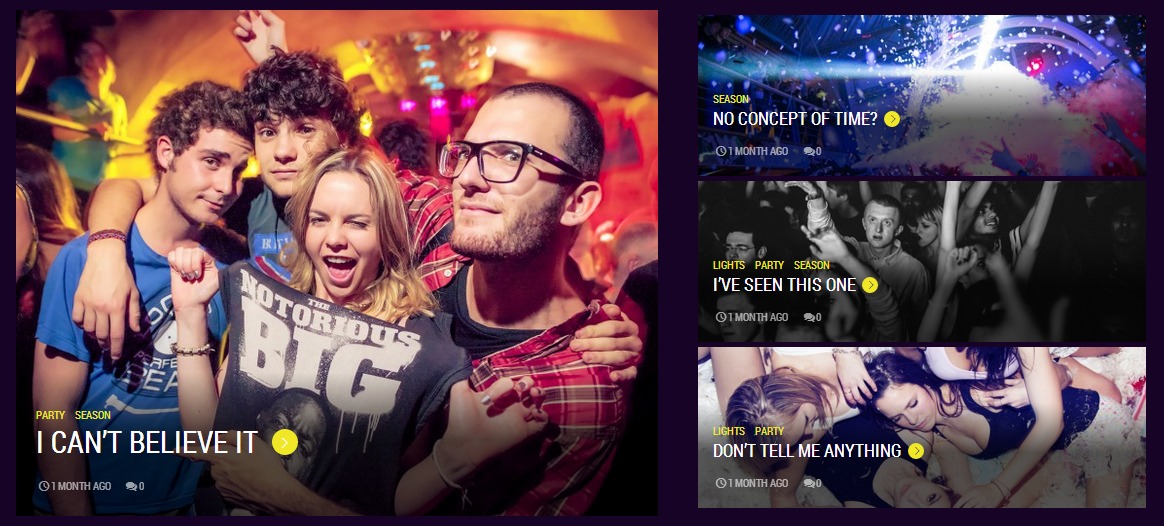 THE
NOTORIOUS
BIG
PARTY SEASON
I CAN'T BELIEVE IT
1 MONTH AGO 0
SEASON
NO CONCEPT OF TIME?
1 MONTH AGO 0
LIGHTS PARTY SEASON
I'VE SEEN THIS ONE
1 MONTH AGO 0
LIGHTS PARTY
DON'T TELL ME ANYTHING
1 MONTH AGO 0